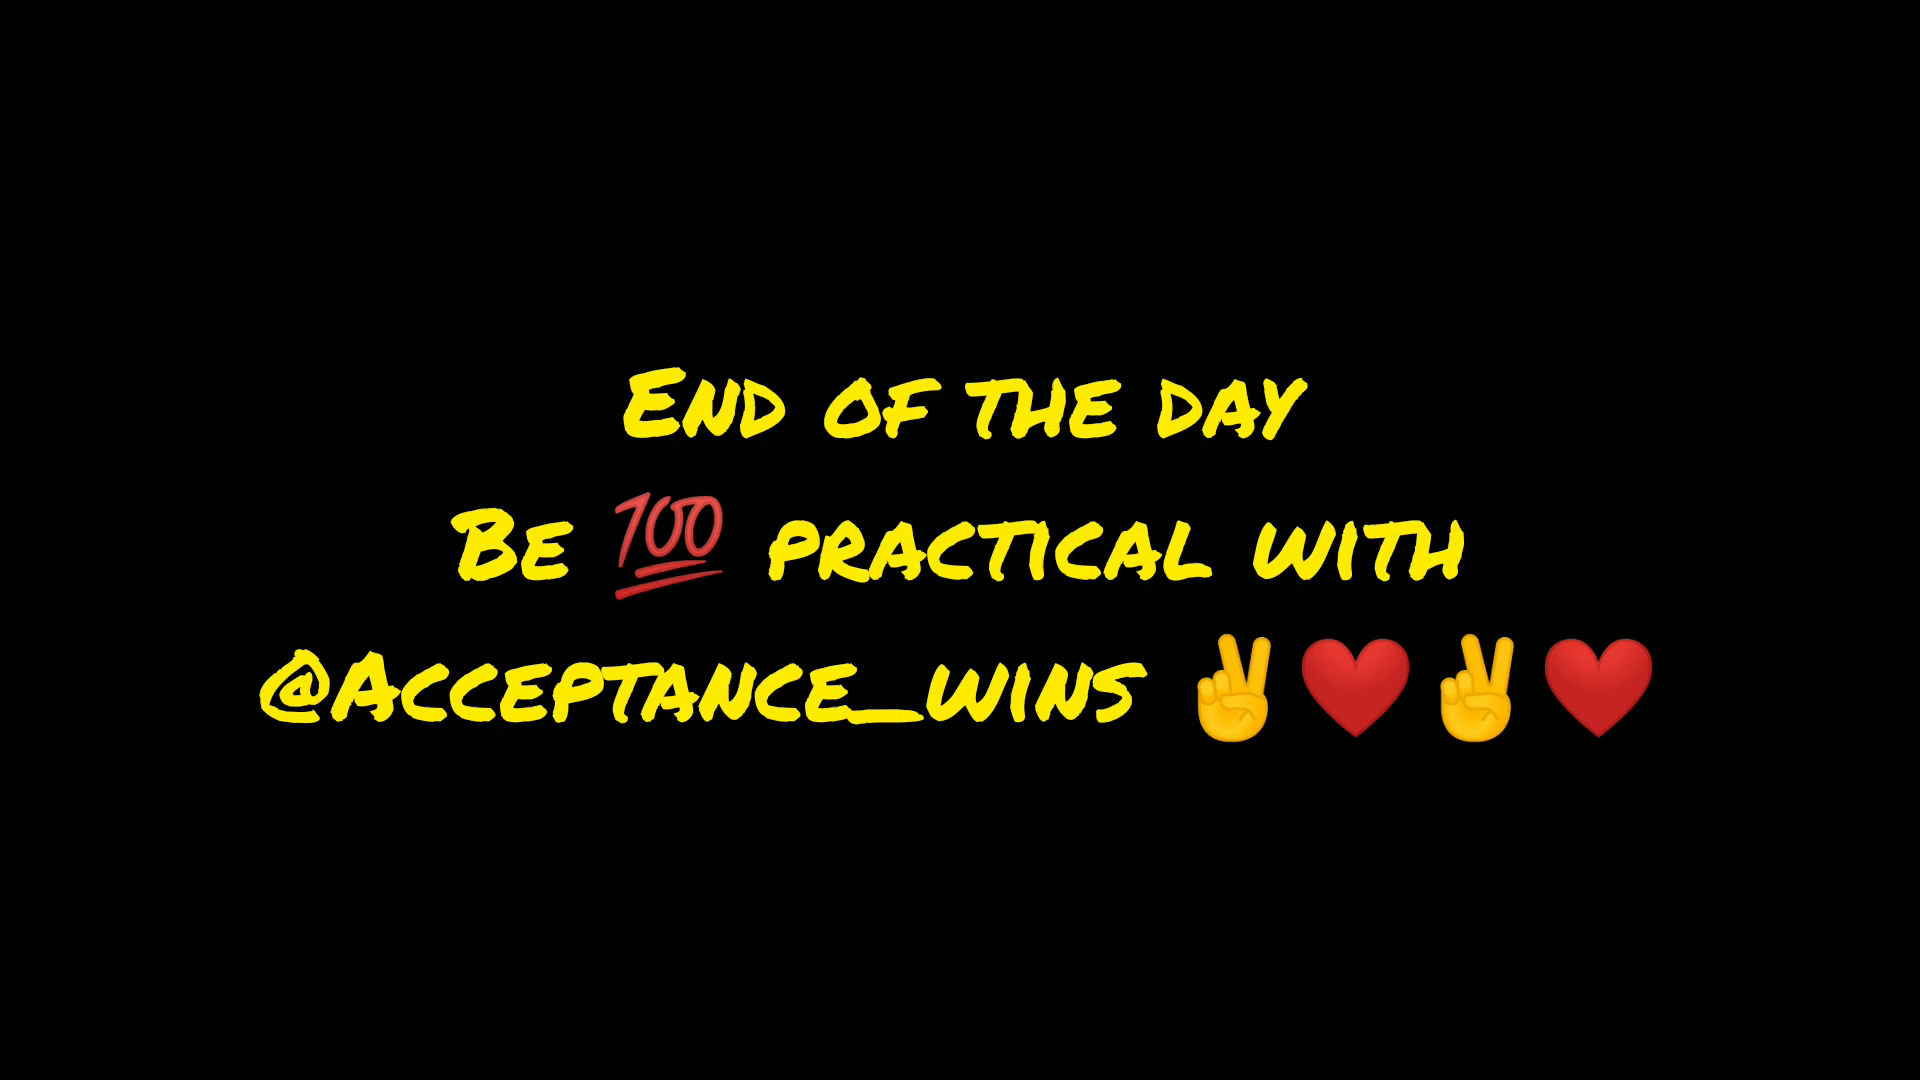 End of the day
Be 💯 practical with
@Acceptance_wins ✌️❤️✌️❤️